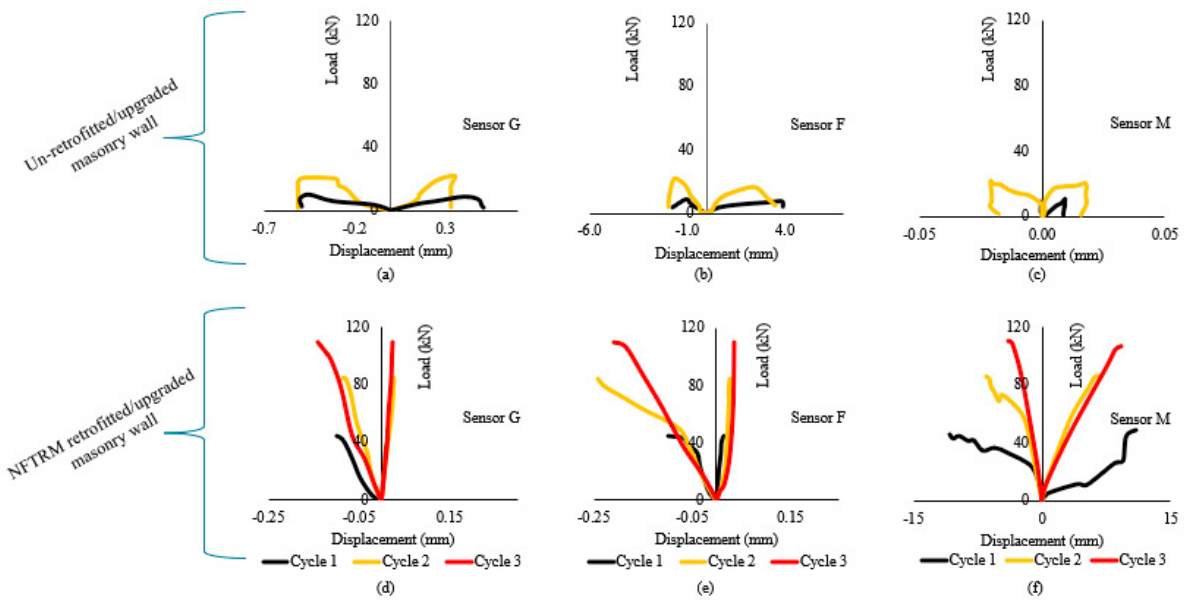 Un-retrofitted/upgraded
masonry wall
120
80
40
0
Load (kN)
Sensor G
-0.7
-0.2
0.3
Displacement (mm)
(a)
120
80
40
0
Load (kN)
Sensor F
-6.0
-1.0
4.0
Displacement (mm)
(b)
120
80
40
0
Load (kN)
Sensor M
-0.05
0.00
0.05
Displacement (mm)
(c)
NFTRM retrofitted/upgraded
masonry wall
120
80
40
0
Load (kN)
Sensor G
-0.25
-0.05
0.15
Displacement (mm)
Cycle 1
Cycle 2
Cycle 3
(d)
120
80
40
0
Load (kN)
Sensor F
-0.25
-0.05
0.15
Displacement (mm)
Cycle 1
Cycle 2
Cycle 3
(e)
120
80
40
0
Load (kN)
Sensor M
-15
0
15
Displacement (mm)
Cycle 1
Cycle 2
Cycle 3
(f)